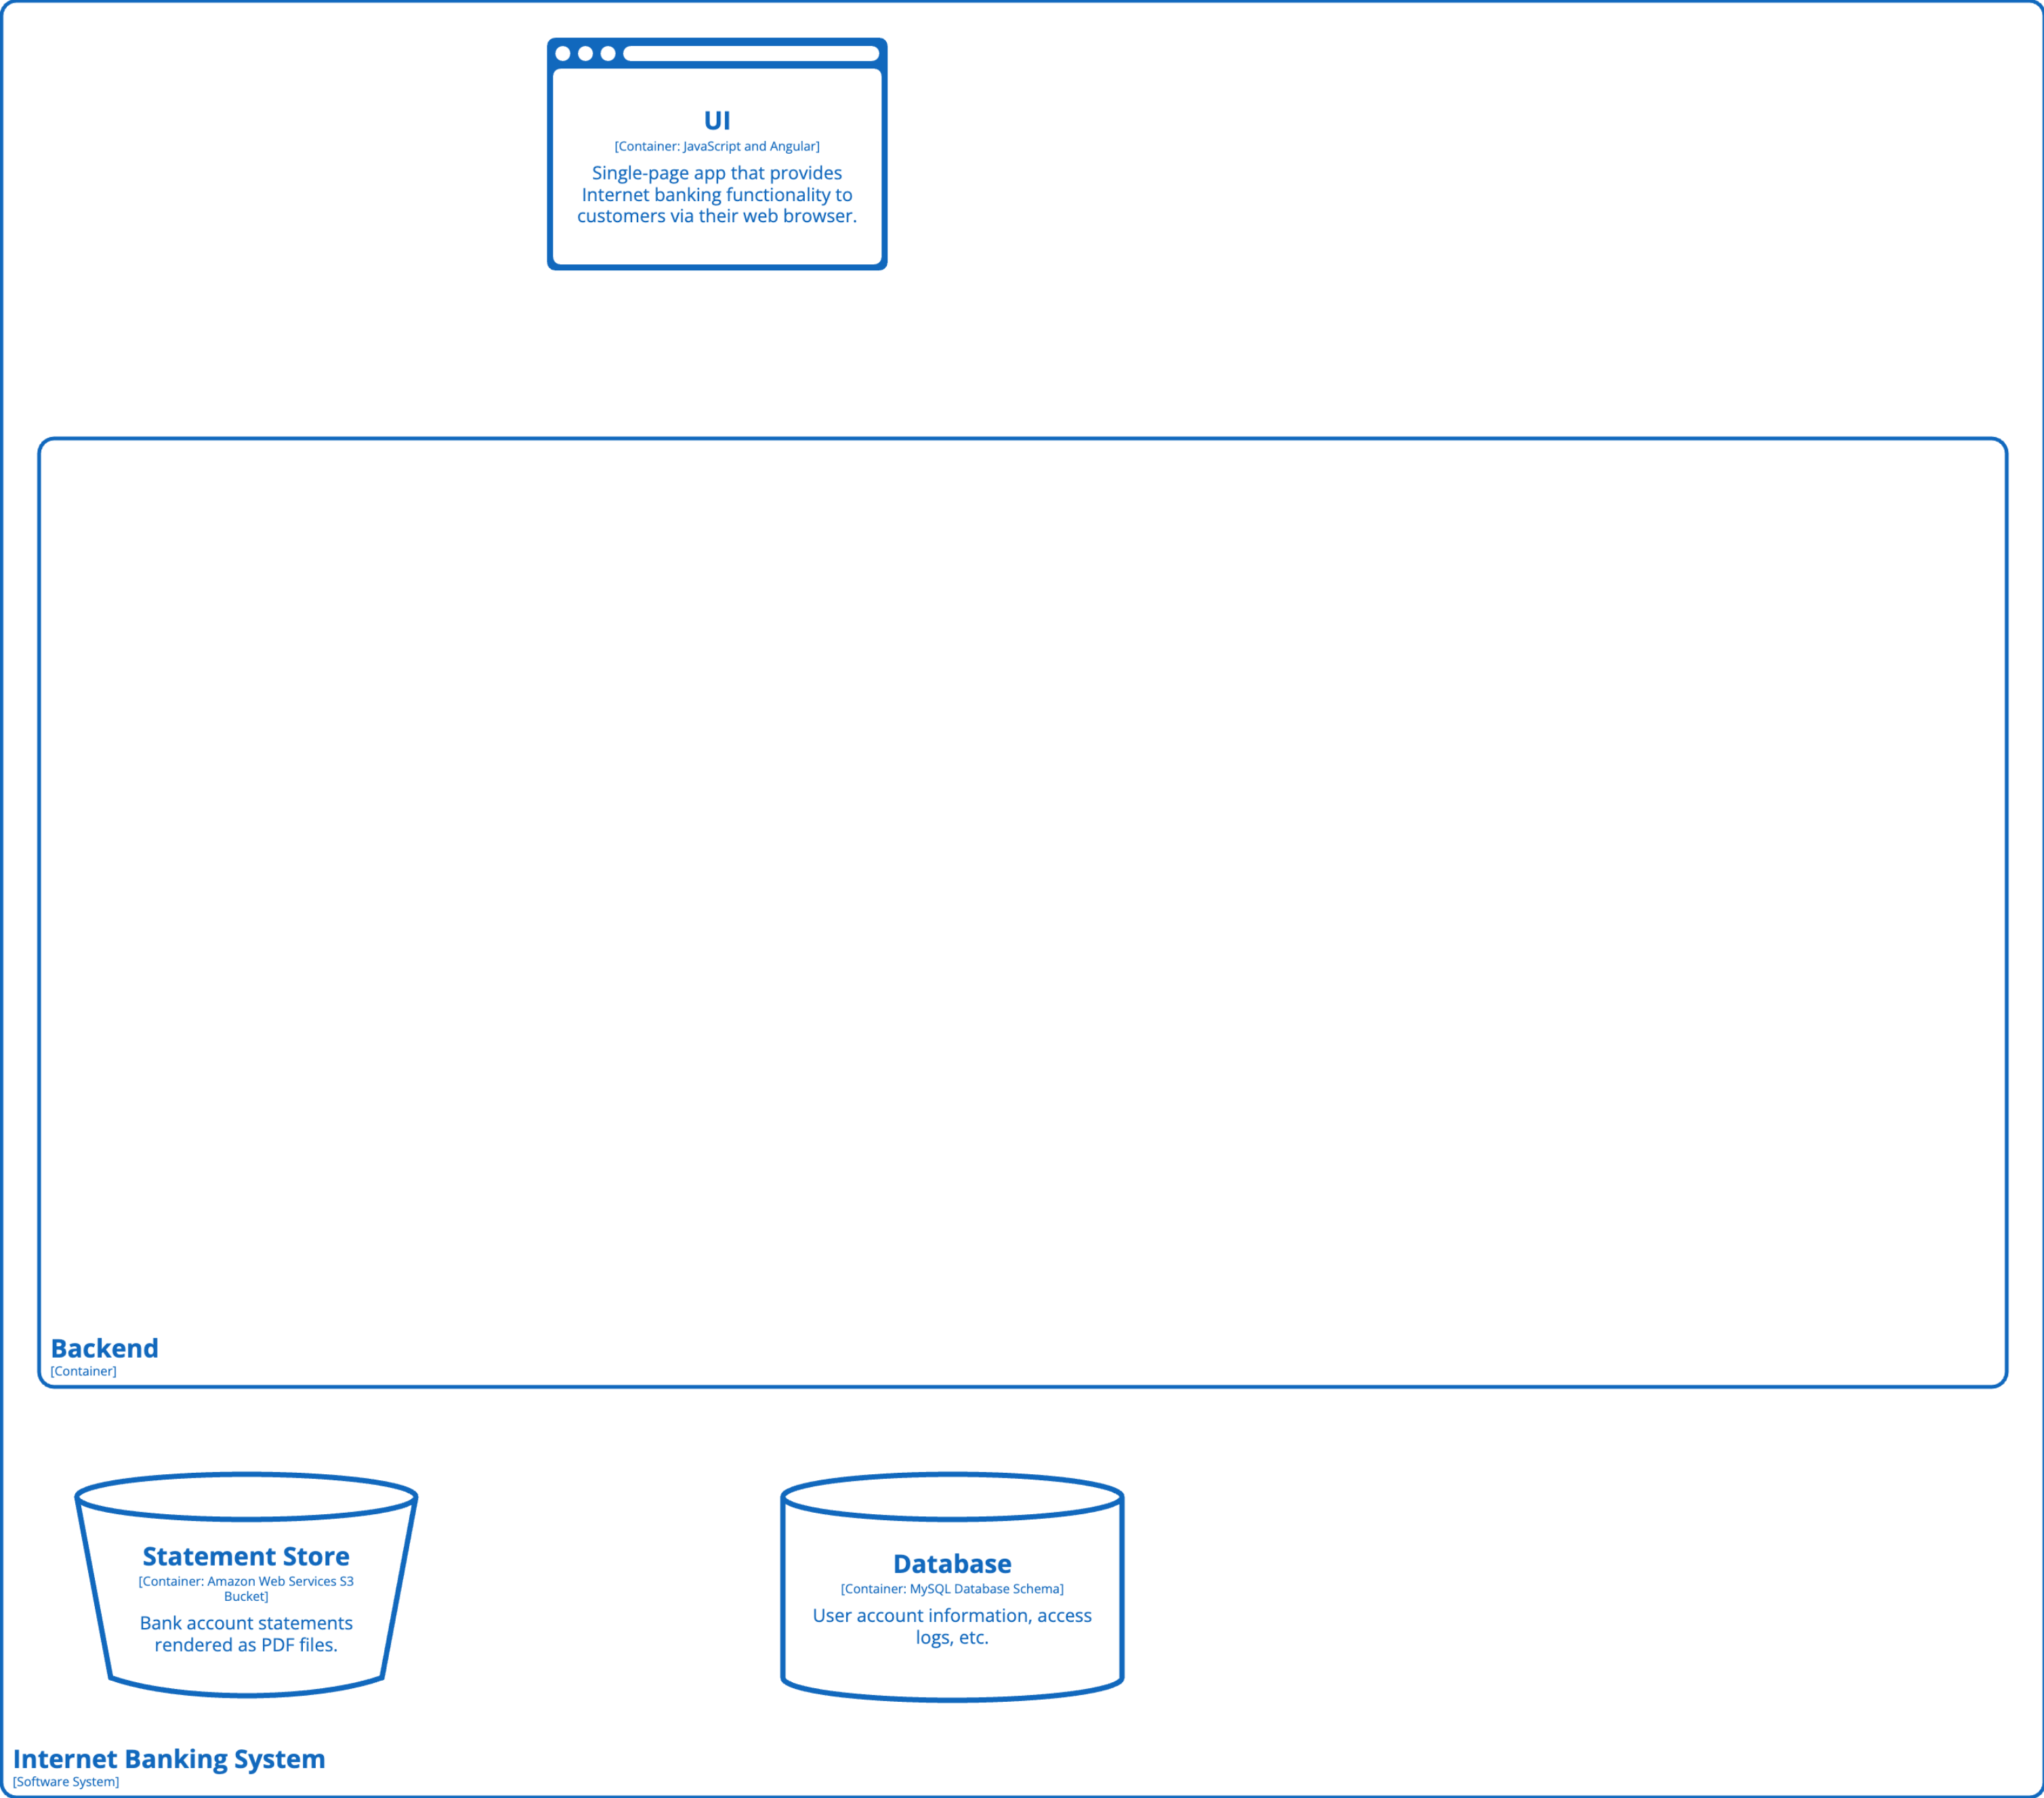 UI
[Container: JavaScript and Angular]
Single-page app that provides
Internet banking functionality to
customers via their web browser.
Backend
[Container]
Statement Store
[Container: Amazon Web Services S3
Bucket]
Bank account statements
rendered as PDF files.
Database
[Container: MySQL Database Schema]
User account information, access
logs, etc.
Internet Banking System
[Software System]